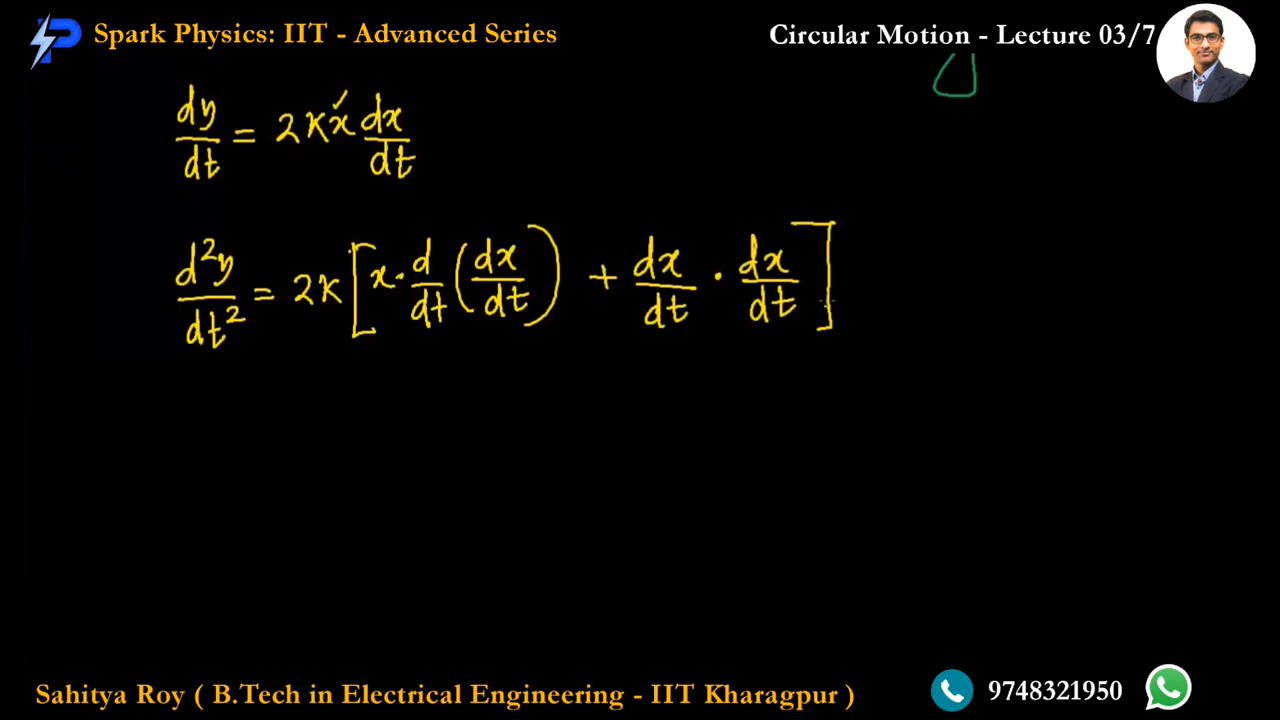 Spark Physics: IIT - Advanced Series
Circular Motion - Lecture 03/7
dy/dt = 2Kx dx/dt
d²y/dt² = 2K [x · d/dt (dx/dt) + dx/dt · dx/dt]
Sahitya Roy ( B.Tech in Electrical Engineering - IIT Kharagpur )
9748321950